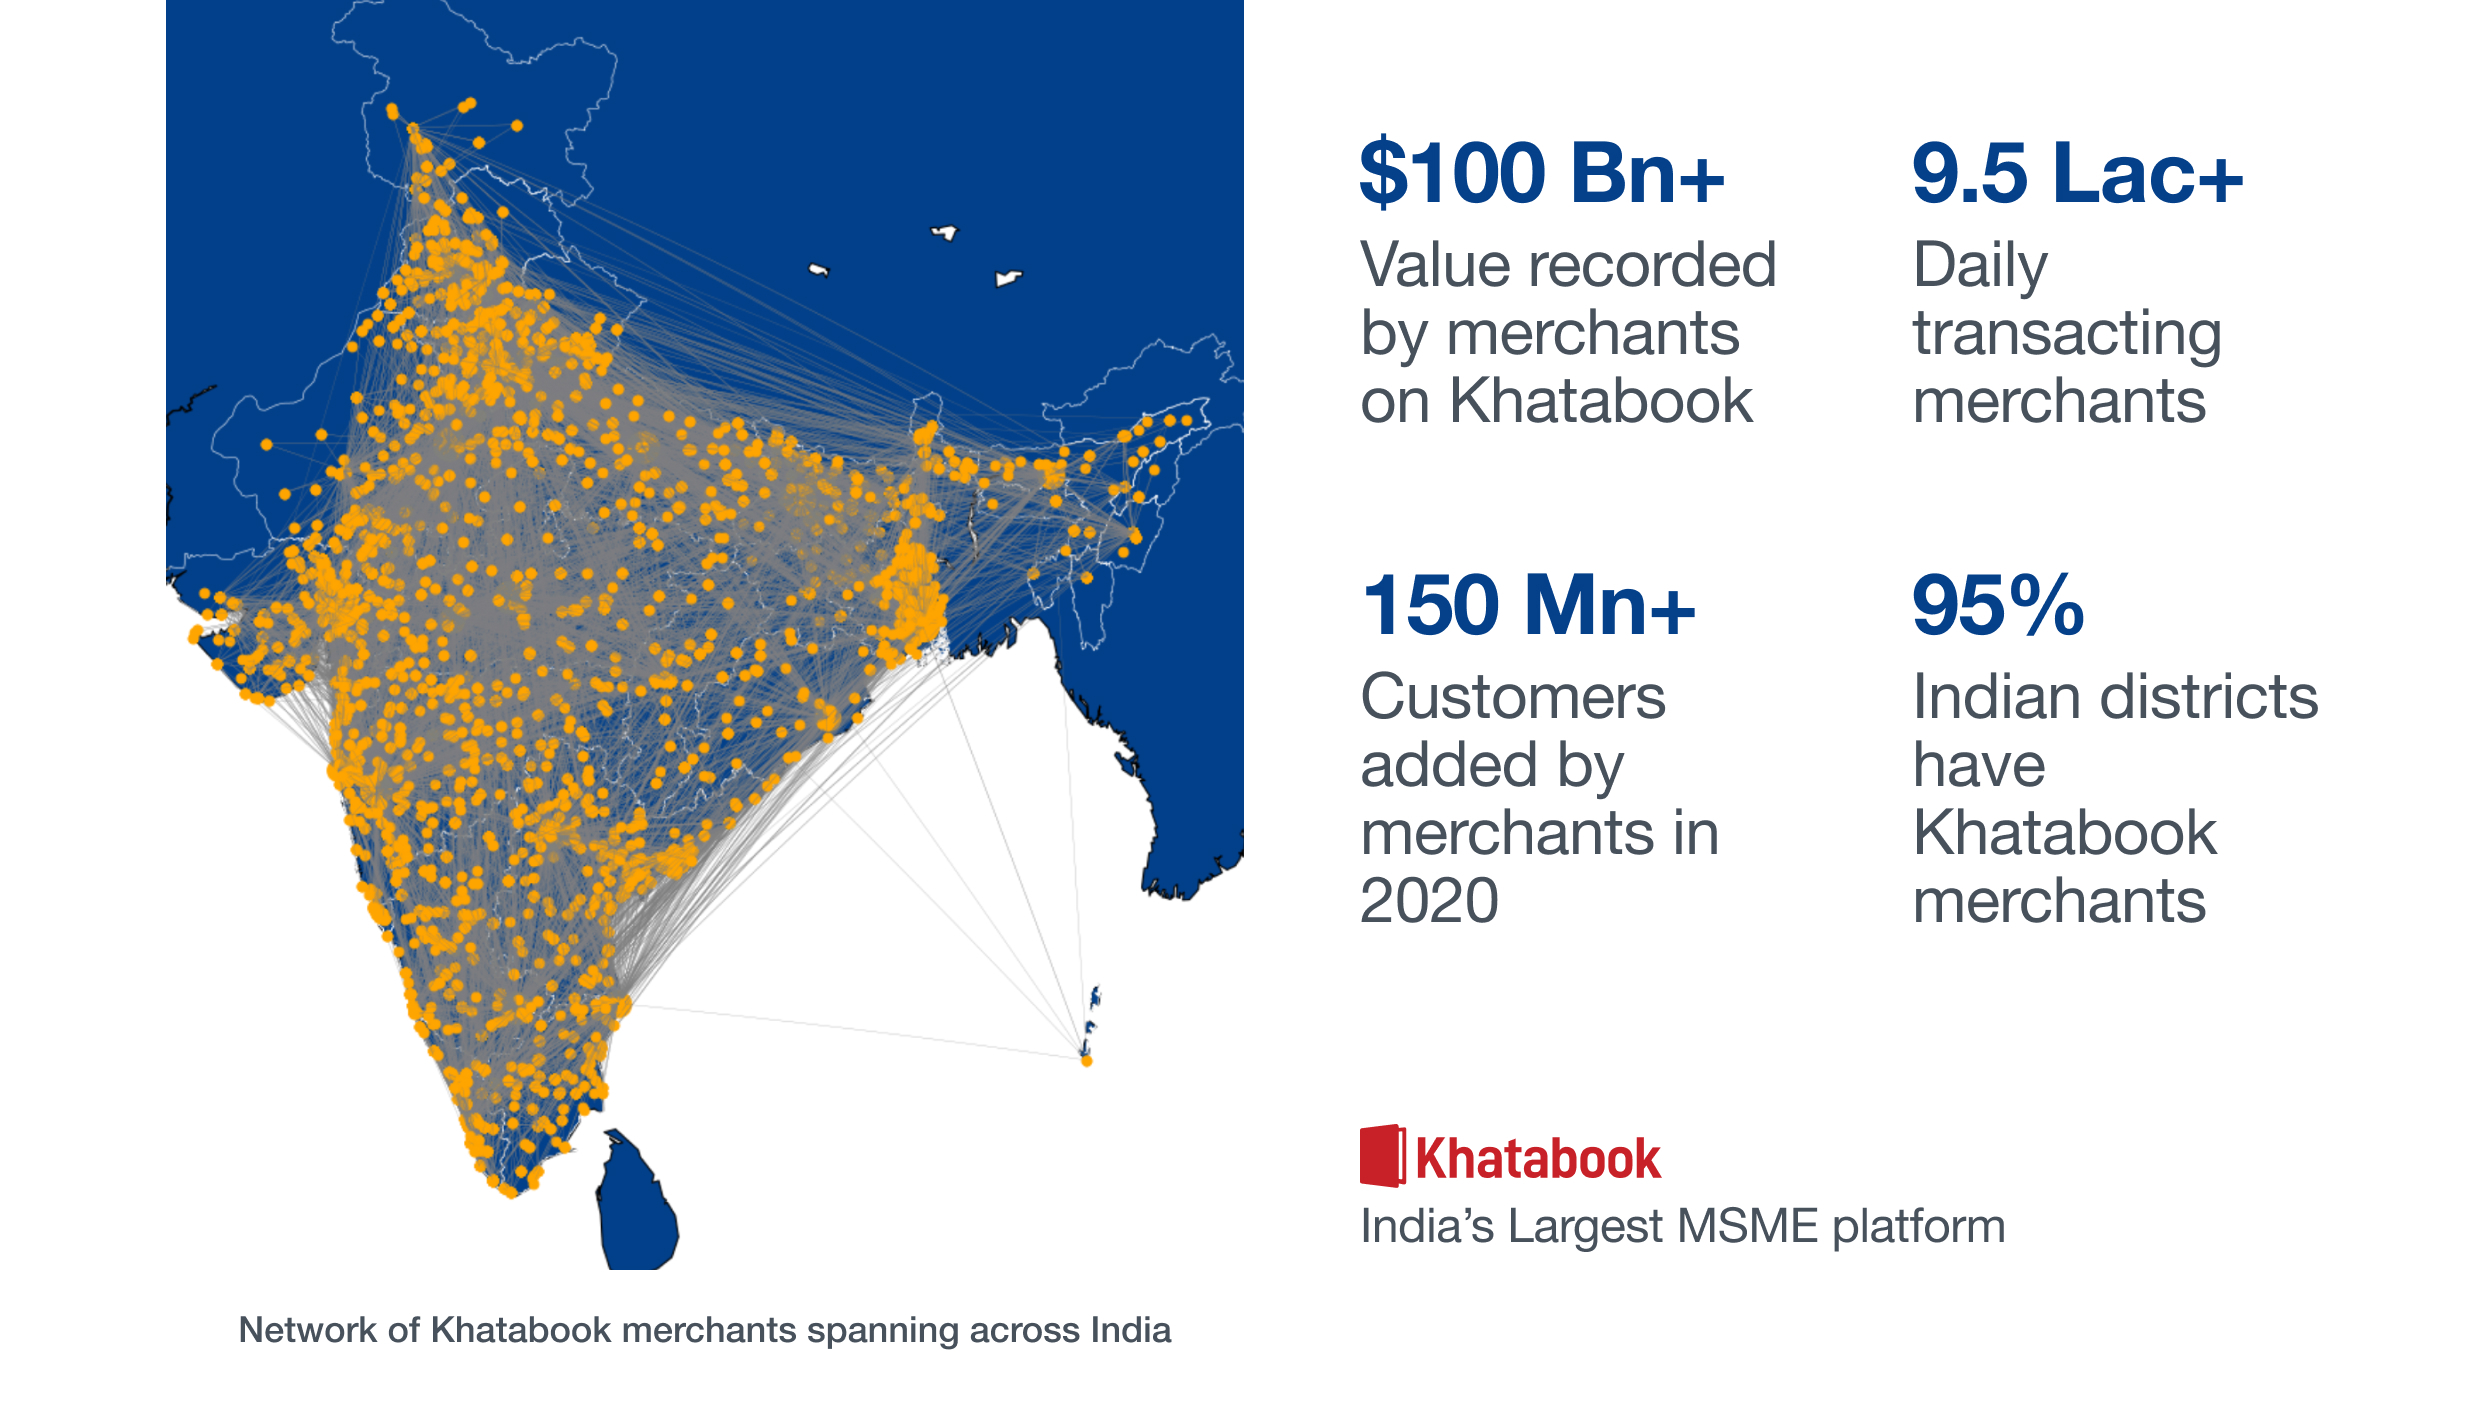 $100 Bn+
Value recorded
by merchants
on Khatabook
9.5 Lac+
Daily
transacting
merchants
150 Mn+
Customers
added by
merchants in
2020
95%
Indian districts
have
Khatabook
merchants
Khatabook
India’s Largest MSME platform
Network of Khatabook merchants spanning across India